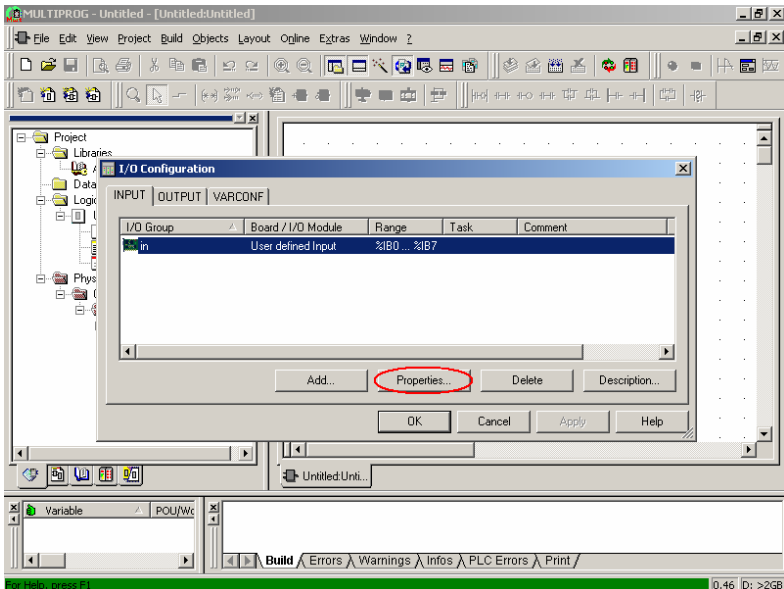 MULTIPROG - Untitled - [Untitled:Untitled]
File Edit View Project Build Objects Layout Online Extras Window ?
Project
Libraries
Data
Logic
Phys
I/O Configuration
INPUT OUTPUT VARCONF
I/O Group Board / I/O Module Range Task Comment
in User defined Input %IB0 ... %IB7
Add... Properties... Delete Description...
OK Cancel Apply Help
Untitled:Unti...
Variable POU/Wo
Build Errors Warnings Infos PLC Errors Print
For Help, press F1 0.46 D: >2GB